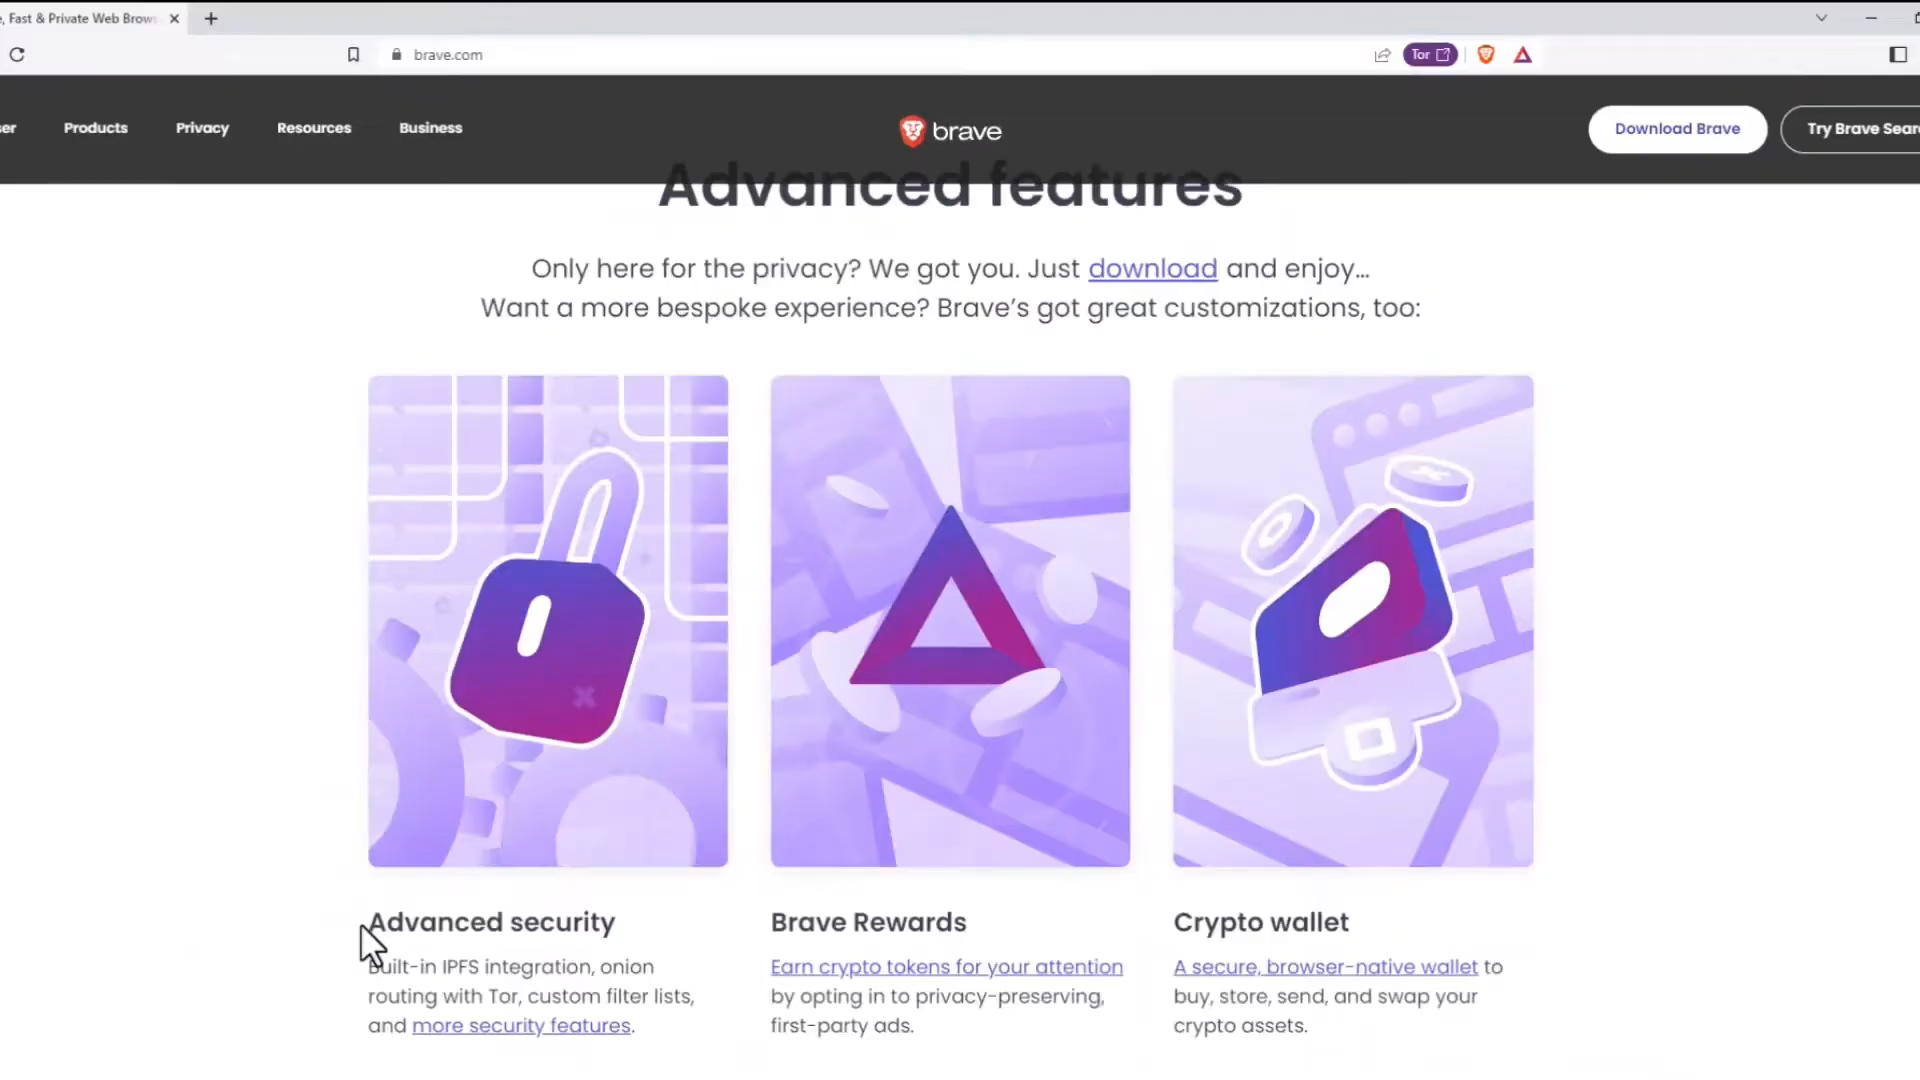 , Fast & Private Web Brows
brave.com
Tor
er
Products
Privacy
Resources
Business
brave
Download Brave
Try Brave Sear
Advanced features
Only here for the privacy? We got you. Just download and enjoy...
Want a more bespoke experience? Brave’s got great customizations, too:
Advanced security
Built-in IPFS integration, onion
routing with Tor, custom filter lists,
and more security features.
Brave Rewards
Earn crypto tokens for your attention
by opting in to privacy-preserving,
first-party ads.
Crypto wallet
A secure, browser-native wallet to
buy, store, send, and swap your
crypto assets.